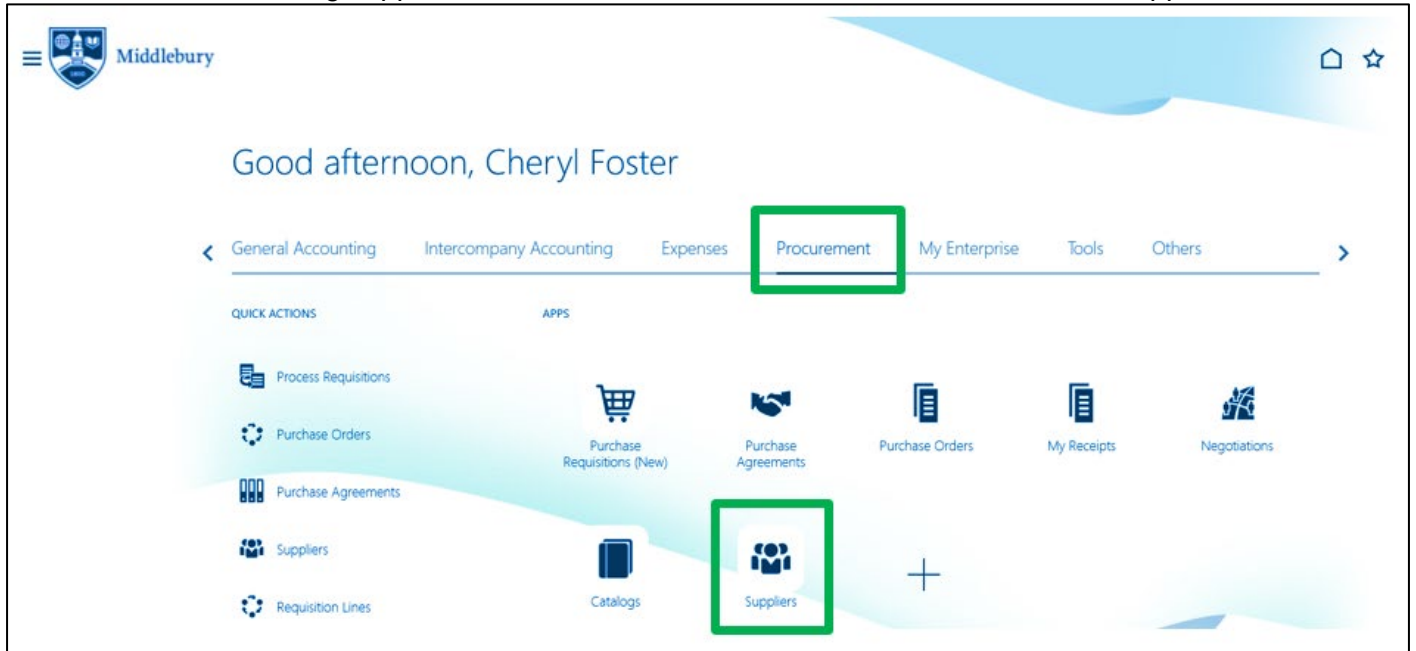 Middlebury
Good afternoon, Cheryl Foster
General Accounting Intercompany Accounting Expenses Procurement My Enterprise Tools Others
QUICK ACTIONS APPS
Process Requisitions
Purchase Orders
Purchase Agreements
Suppliers
Requisition Lines
Purchase
Requisitions (New)
Purchase
Agreements
Purchase Orders
My Receipts
Negotiations
Catalogs
Suppliers